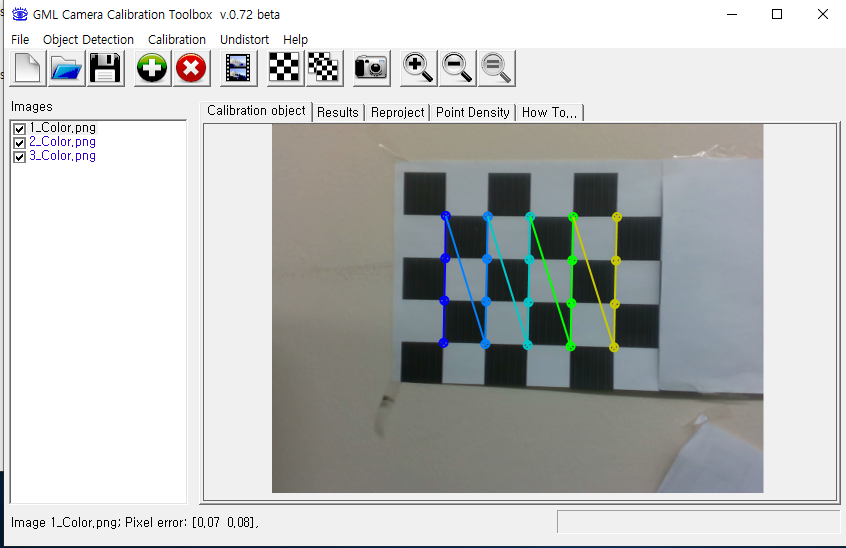 GML Camera Calibration Toolbox v.0.72 beta
File Object Detection Calibration Undistort Help
Images
Calibration object Results Reproject Point Density How To...
1_Color.png
2_Color.png
3_Color.png
Image 1_Color.png; Pixel error: [0.07 0.08].